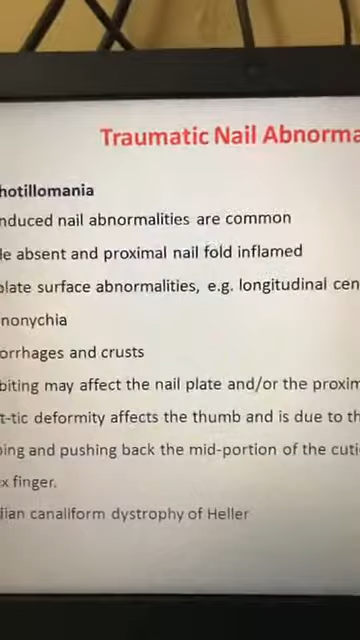 Traumatic Nail Abnorma
hotillomania
nduced nail abnormalities are common
le absent and proximal nail fold inflamed
plate surface abnormalities, e.g. longitudinal cen
nonychia
orrhages and crusts
biting may affect the nail plate and/or the proxim
t-tic deformity affects the thumb and is due to th
bing and pushing back the mid-portion of the cuti
x finger.
dian canaliform dystrophy of Heller